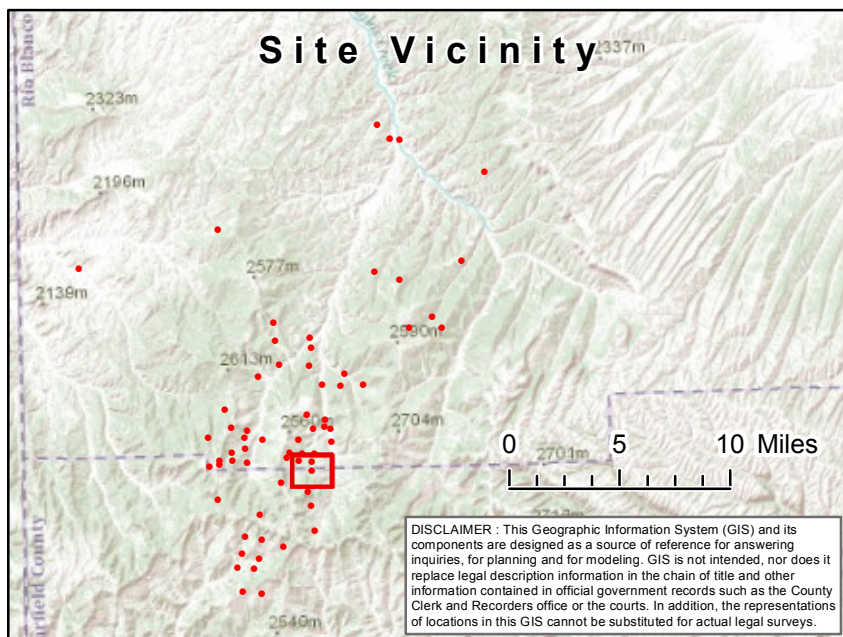 Site Vicinity
2337m
Rio Blanco
2323m
Creek
2196m
2577m
2139m
2590m
2613m
2560m
2704m
0 5 10 Miles
2701m
DISCLAIMER : This Geographic Information System (GIS) and its
components are designed as a source of reference for answering
inquiries, for planning and for modeling. GIS is not intended, nor does it
replace legal description information in the chain of title and other
information contained in official government records such as the County
Clerk and Recorders office or the courts. In addition, the representations
of locations in this GIS cannot be substituted for actual legal surveys.
arfield County
2540m